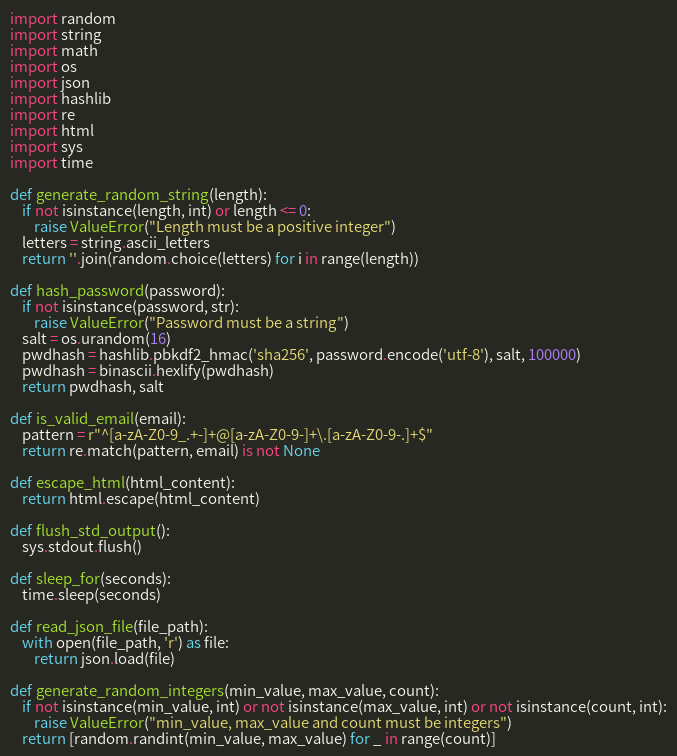 import random
import string
import math
import os
import json
import hashlib
import re
import html
import sys
import time

def generate_random_string(length):
    if not isinstance(length, int) or length <= 0:
        raise ValueError("Length must be a positive integer")
    letters = string.ascii_letters
    return ''.join(random.choice(letters) for i in range(length))

def hash_password(password):
    if not isinstance(password, str):
        raise ValueError("Password must be a string")
    salt = os.urandom(16)
    pwdhash = hashlib.pbkdf2_hmac('sha256', password.encode('utf-8'), salt, 100000)
    pwdhash = binascii.hexlify(pwdhash)
    return pwdhash, salt

def is_valid_email(email):
    pattern = r"^[a-zA-Z0-9_.+-]+@[a-zA-Z0-9-]+\.[a-zA-Z0-9-.]+$"
    return re.match(pattern, email) is not None

def escape_html(html_content):
    return html.escape(html_content)

def flush_std_output():
    sys.stdout.flush()

def sleep_for(seconds):
    time.sleep(seconds)

def read_json_file(file_path):
    with open(file_path, 'r') as file:
        return json.load(file)

def generate_random_integers(min_value, max_value, count):
    if not isinstance(min_value, int) or not isinstance(max_value, int) or not isinstance(count, int):
        raise ValueError("min_value, max_value and count must be integers")
    return [random.randint(min_value, max_value) for _ in range(count)]